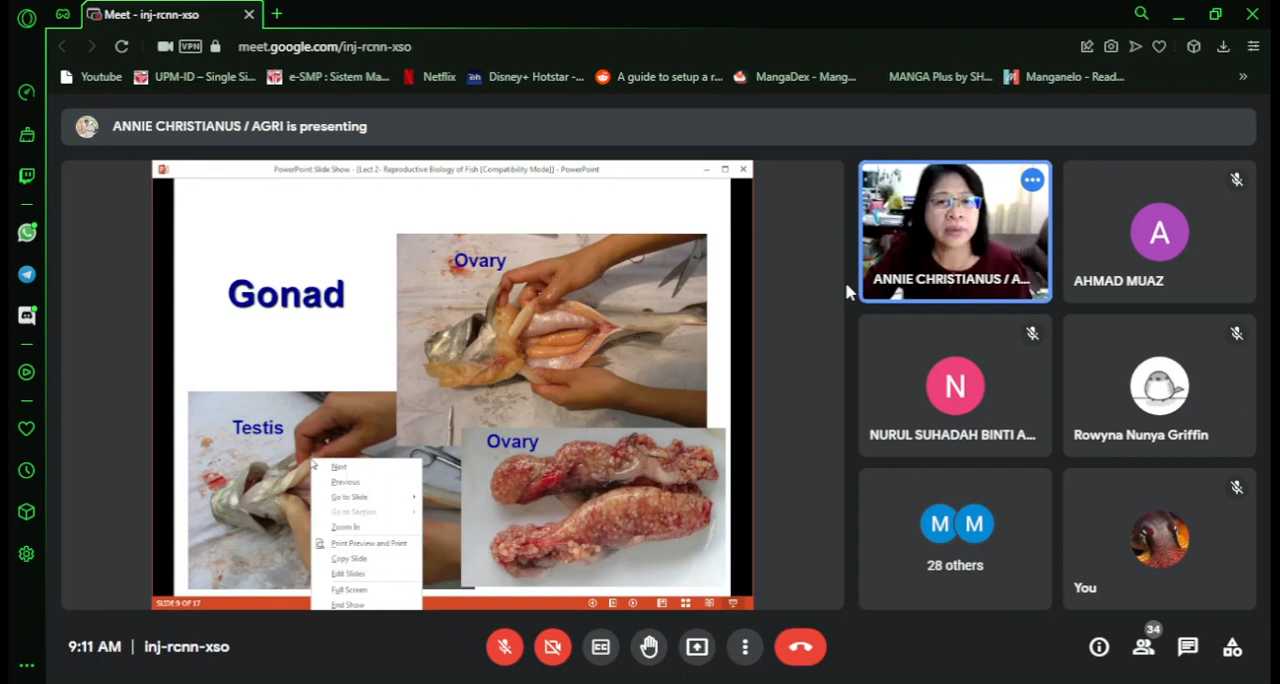 Meet - inj-rcnn-xso
VPN
meet.google.com/inj-rcnn-xso
Youtube
UPM-ID – Single Si...
e-SMP : Sistem Ma...
Netflix
Disney+ Hotstar -...
A guide to setup a r...
MangaDex - Mang...
MANGA Plus by SH...
Manganelo - Read...
»
ANNIE CHRISTIANUS / AGRI is presenting
PowerPoint Slide Show - [Lect 2- Reproductive Biology of Fish [Compatibility Mode]] - PowerPoint
Gonad
Ovary
Testis
Ovary
Next
Previous
Go to Slide
Go to Section
Zoom In
Print Preview and Print
Copy Slide
Edit Slides
Full Screen
End Show
SLIDE 9 OF 17
ANNIE CHRISTIANUS / A...
A
AHMAD MUAZ
N
NURUL SUHADAH BINTI A...
Rowyna Nunya Griffin
M M
28 others
You
9:11 AM | inj-rcnn-xso
CC
34